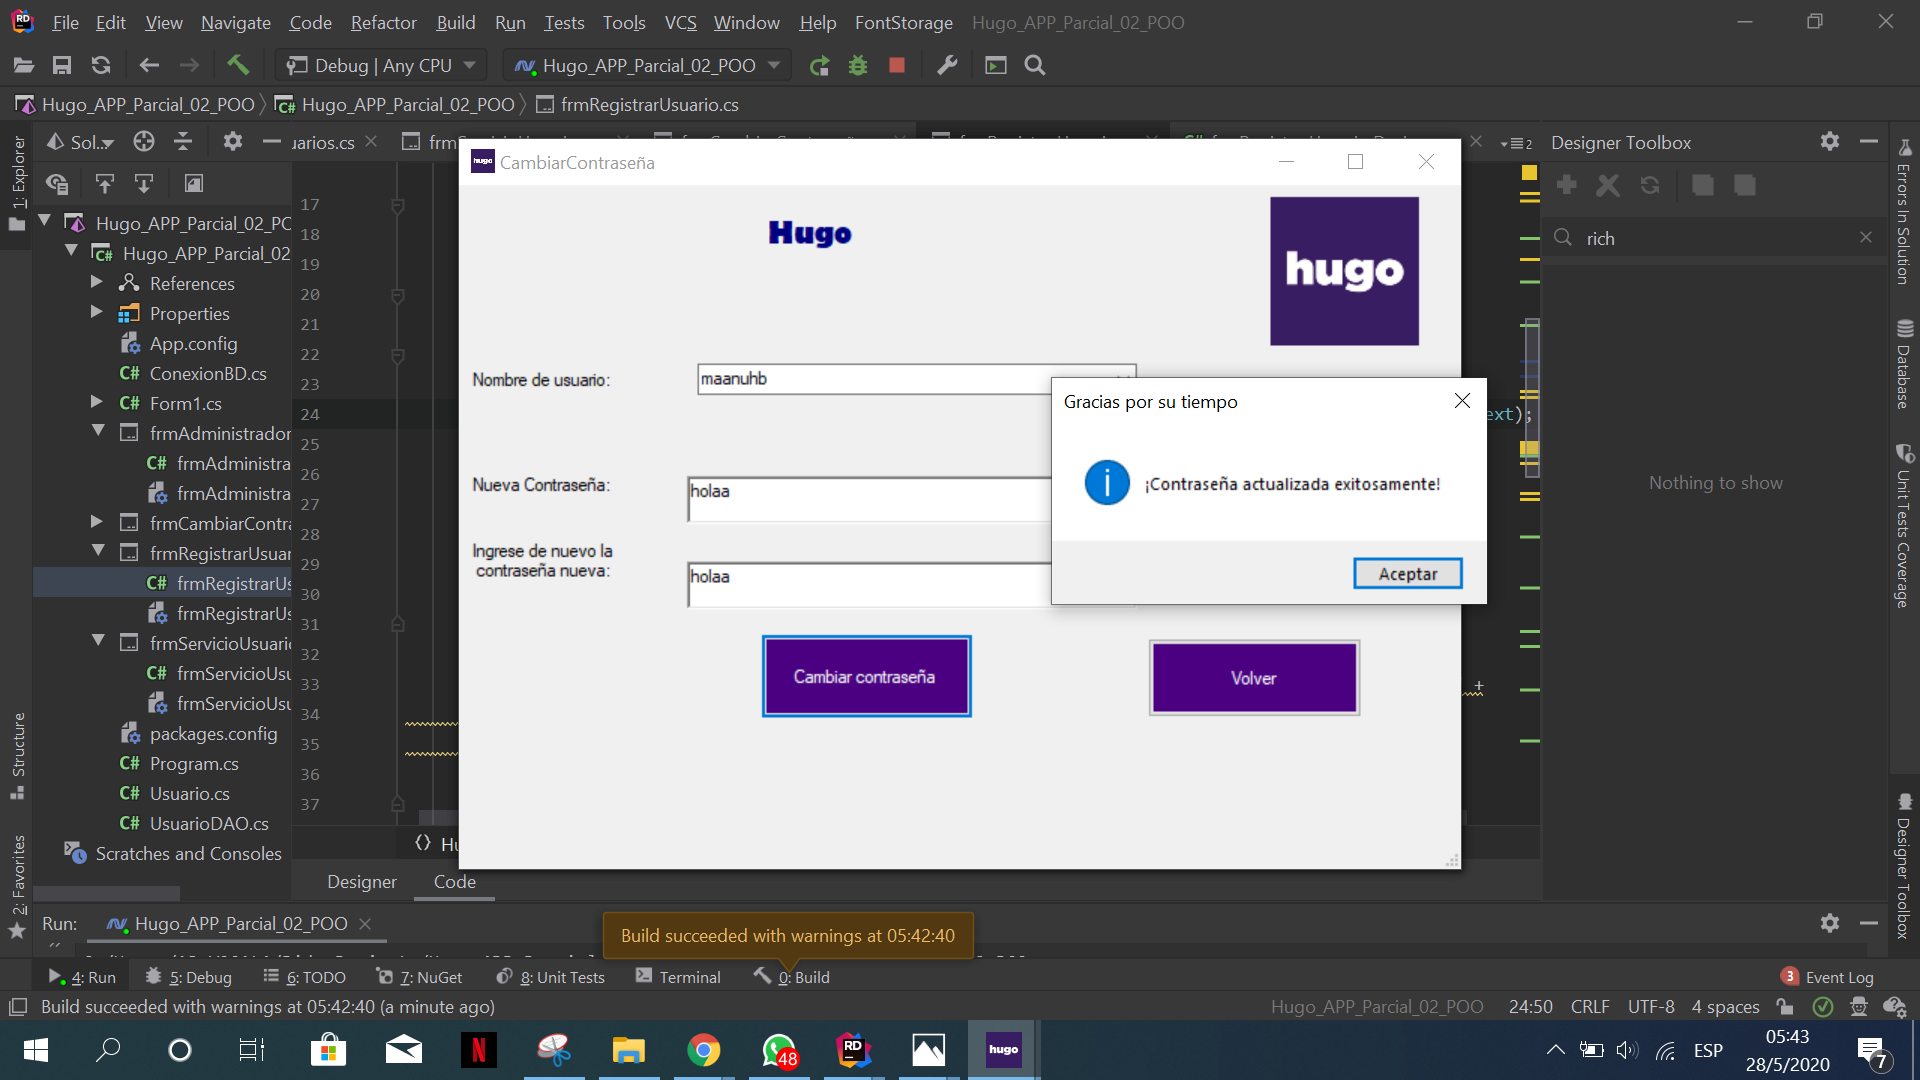 File Edit View Navigate Code Refactor Build Run Tests Tools VCS Window Help FontStorage Hugo_APP_Parcial_02_POO
Debug | Any CPU Hugo_APP_Parcial_02_POO
Hugo_APP_Parcial_02_POO Hugo_APP_Parcial_02_POO frmRegistrarUsuario.cs
Sol... uarios.cs frm
2
Designer Toolbox
rich
Nothing to show
1: Explorer
Structure
2: Favorites
Errors In Solution
Database
Unit Tests Coverage
Designer Toolbox
Hugo_APP_Parcial_02_PO
Hugo_APP_Parcial_02
References
Properties
App.config
C# ConexionBD.cs
C# Form1.cs
frmAdministrador
C# frmAdministra
frmAdministra
frmCambiarContra
frmRegistrarUsuar
C# frmRegistrarUs
frmRegistrarUs
frmServicioUsuari
C# frmServicioUsu
frmServicioUsu
packages.config
C# Program.cs
C# Usuario.cs
C# UsuarioDAO.cs
Scratches and Consoles
17
18
19
20
21
22
23
24
25
26
27
28
29
30
31
32
33
34
35
36
37
ext);
hugo CambiarContraseña
Hugo
hugo
Nombre de usuario:
maanuhb
Nueva Contraseña:
holaa
Ingrese de nuevo la
contraseña nueva:
holaa
Cambiar contraseña
Volver
Gracias por su tiempo
¡Contraseña actualizada exitosamente!
Aceptar
Hu
Designer Code
Run: Hugo_APP_Parcial_02_POO
Build succeeded with warnings at 05:42:40
4: Run 5: Debug 6: TODO 7: NuGet 8: Unit Tests Terminal 0: Build 3 Event Log
Build succeeded with warnings at 05:42:40 (a minute ago) Hugo_APP_Parcial_02_POO 24:50 CRLF UTF-8 4 spaces
N 48 RD hugo ESP 05:43
28/5/2020 7